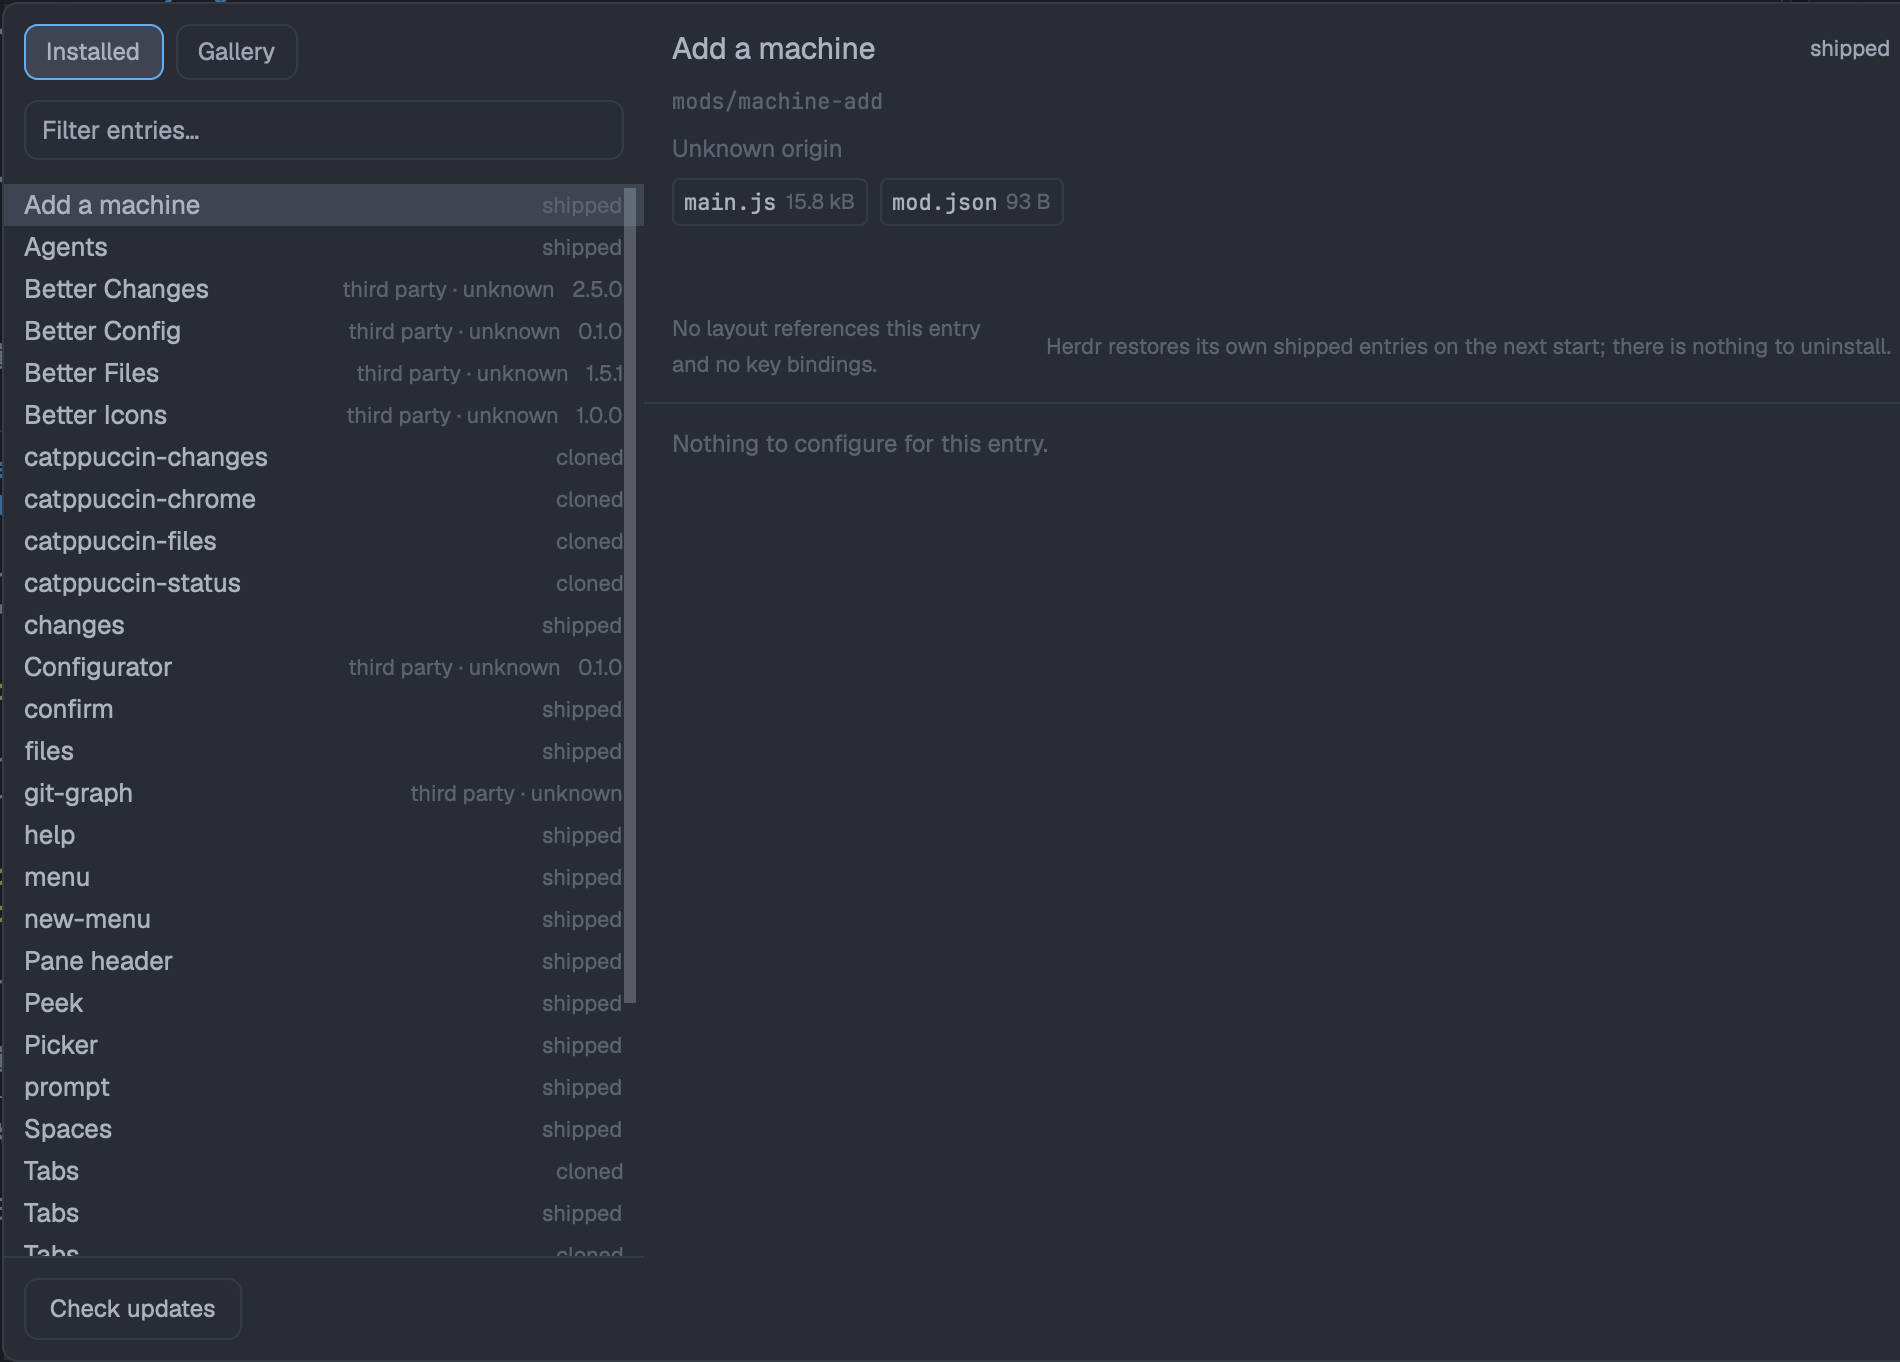 Installed Gallery
Filter entries...
Add a machine shipped
Agents shipped
Better Changes third party · unknown 2.5.0
Better Config third party · unknown 0.1.0
Better Files third party · unknown 1.5.1
Better Icons third party · unknown 1.0.0
catppuccin-changes cloned
catppuccin-chrome cloned
catppuccin-files cloned
catppuccin-status cloned
changes shipped
Configurator third party · unknown 0.1.0
confirm shipped
files shipped
git-graph third party · unknown
help shipped
menu shipped
new-menu shipped
Pane header shipped
Peek shipped
Picker shipped
prompt shipped
Spaces shipped
Tabs cloned
Tabs shipped
Tabs cloned
Check updates
Add a machine shipped
mods/machine-add
Unknown origin
main.js 15.8 kB mod.json 93 B
No layout references this entry
and no key bindings.
Herdr restores its own shipped entries on the next start; there is nothing to uninstall.
Nothing to configure for this entry.